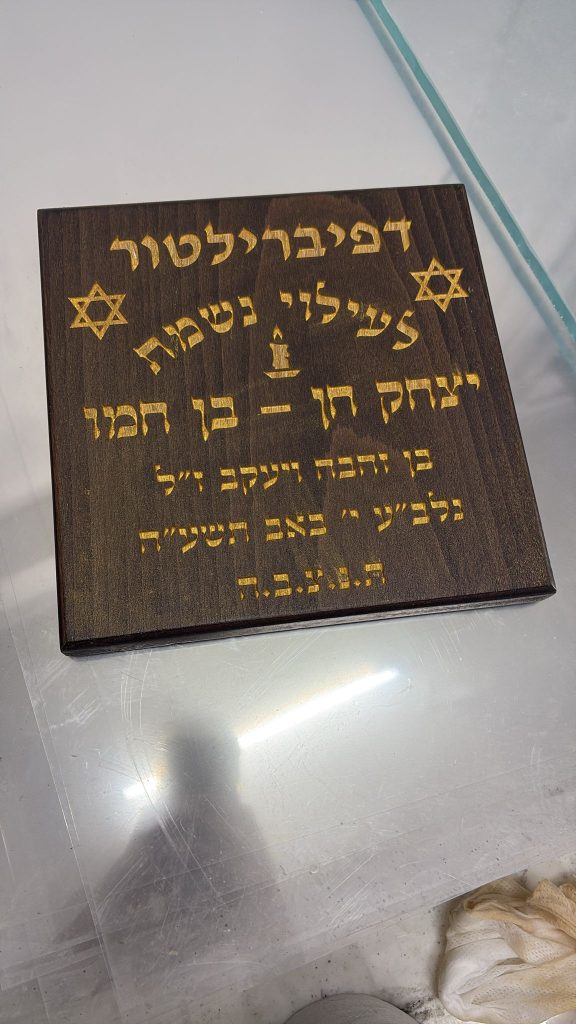 דפיברילטור
לעילוי נשמת
יצחק חן – בן חמו
בן זהבה ויעקב ז״ל
נלב״ע י׳ באב תשע״ה
ת.נ.צ.ב.ה